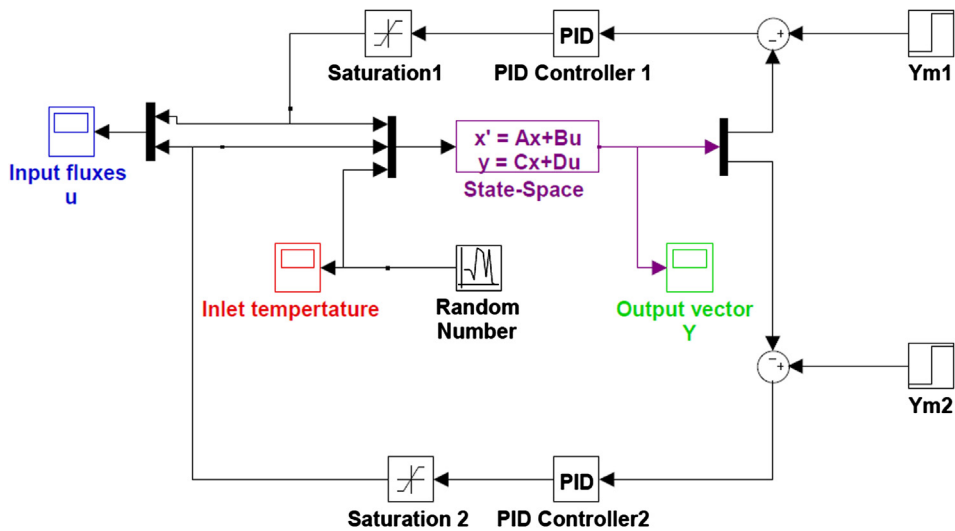 PID
Saturation1
PID Controller 1
Ym1
Input fluxes
u
x' = Ax+Bu
y = Cx+Du
State-Space
Inlet tempertature
Random
Number
Output vector
Y
Ym2
PID
Saturation 2
PID Controller2